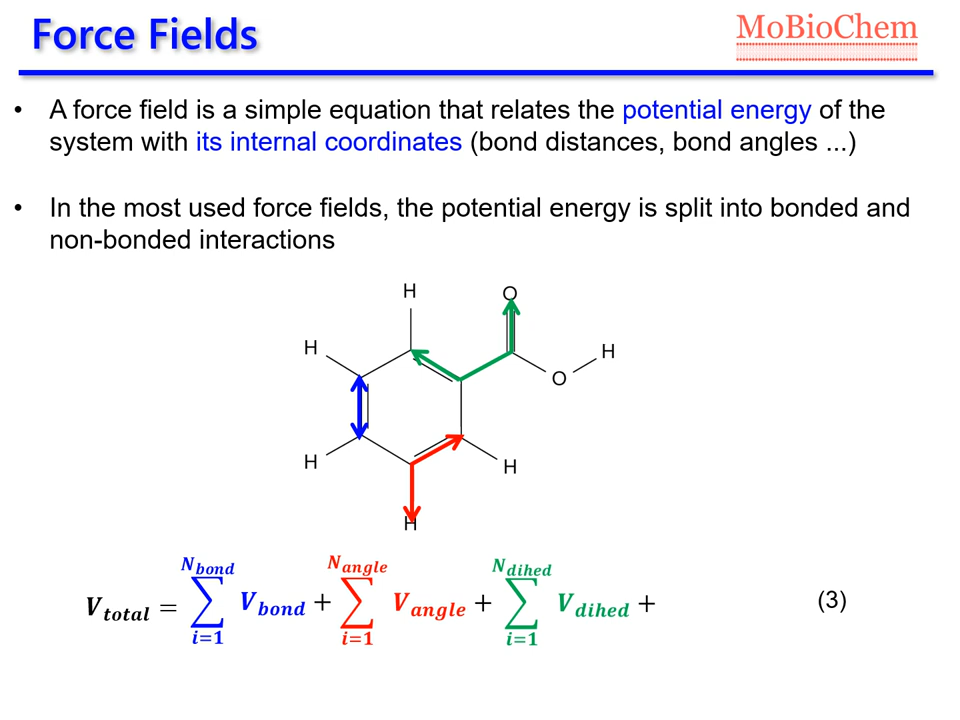 Force Fields
MoBioChem
• A force field is a simple equation that relates the potential energy of the
system with its internal coordinates (bond distances, bond angles ...)
• In the most used force fields, the potential energy is split into bonded and
non-bonded interactions
H
O
H
H
O
H
H
H
V_total = ∑_{i=1}^{N_bond} V_bond + ∑_{i=1}^{N_angle} V_angle + ∑_{i=1}^{N_dihed} V_dihed + (3)